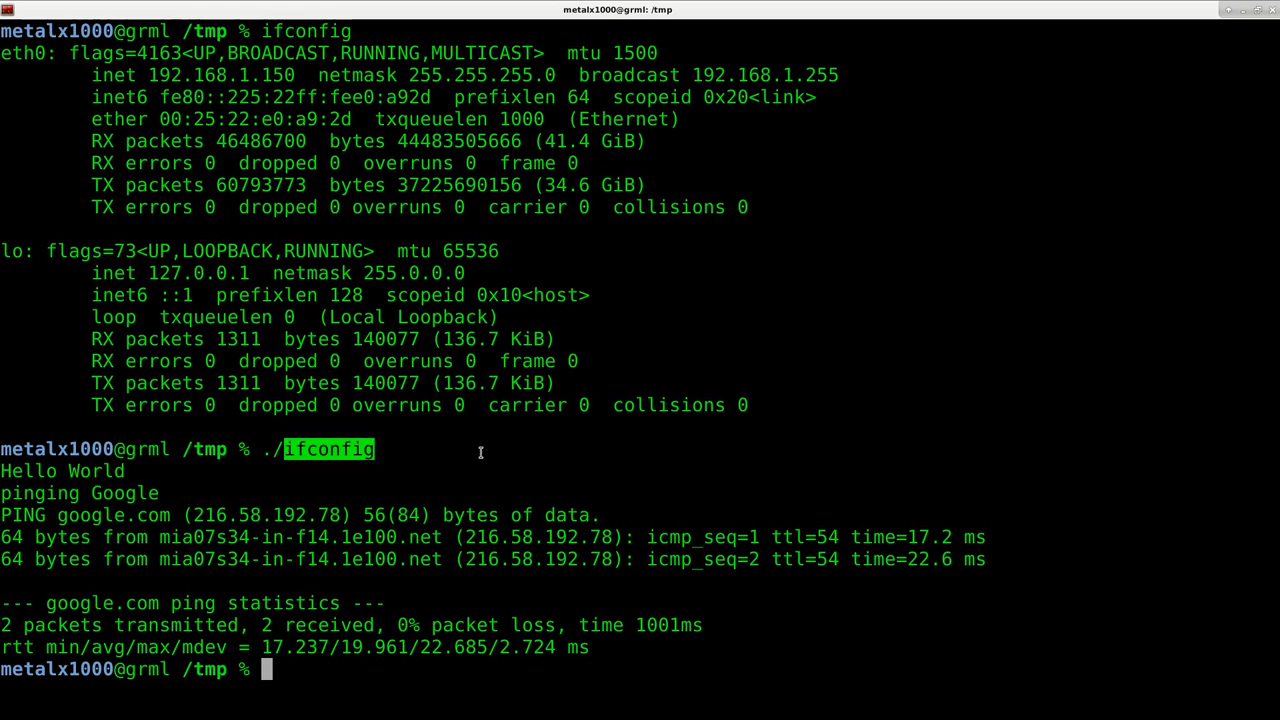 metalx1000@grml: /tmp
metalx1000@grml /tmp % ifconfig
eth0: flags=4163<UP,BROADCAST,RUNNING,MULTICAST>  mtu 1500
        inet 192.168.1.150  netmask 255.255.255.0  broadcast 192.168.1.255
        inet6 fe80::225:22ff:fee0:a92d  prefixlen 64  scopeid 0x20<link>
        ether 00:25:22:e0:a9:2d  txqueuelen 1000  (Ethernet)
        RX packets 46486700  bytes 44483505666 (41.4 GiB)
        RX errors 0  dropped 0  overruns 0  frame 0
        TX packets 60793773  bytes 37225690156 (34.6 GiB)
        TX errors 0  dropped 0 overruns 0  carrier 0  collisions 0
lo: flags=73<UP,LOOPBACK,RUNNING>  mtu 65536
        inet 127.0.0.1  netmask 255.0.0.0
        inet6 ::1  prefixlen 128  scopeid 0x10<host>
        loop  txqueuelen 0  (Local Loopback)
        RX packets 1311  bytes 140077 (136.7 KiB)
        RX errors 0  dropped 0  overruns 0  frame 0
        TX packets 1311  bytes 140077 (136.7 KiB)
        TX errors 0  dropped 0 overruns 0  carrier 0  collisions 0
metalx1000@grml /tmp % ./ifconfig
Hello World
pinging Google
PING google.com (216.58.192.78) 56(84) bytes of data.
64 bytes from mia07s34-in-f14.1e100.net (216.58.192.78): icmp_seq=1 ttl=54 time=17.2 ms
64 bytes from mia07s34-in-f14.1e100.net (216.58.192.78): icmp_seq=2 ttl=54 time=22.6 ms
--- google.com ping statistics ---
2 packets transmitted, 2 received, 0% packet loss, time 1001ms
rtt min/avg/max/mdev = 17.237/19.961/22.685/2.724 ms
metalx1000@grml /tmp %